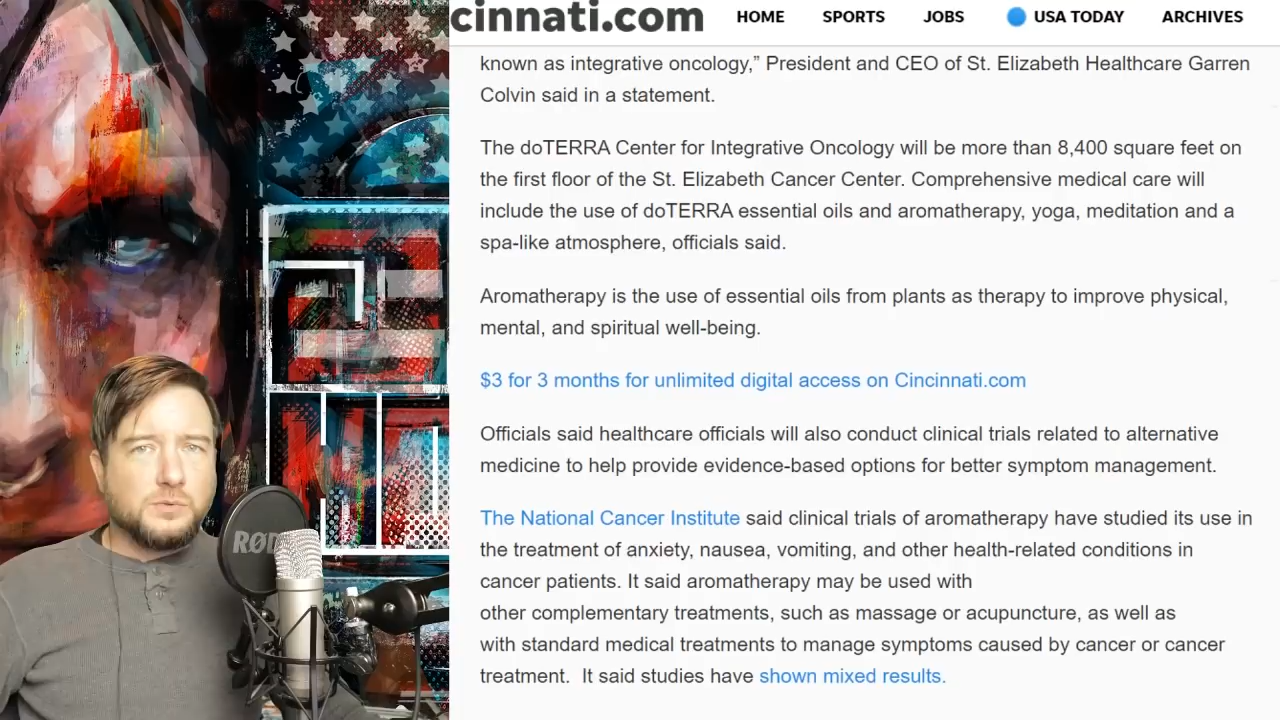 cinnati.com
HOME SPORTS JOBS USA TODAY ARCHIVES
known as integrative oncology,” President and CEO of St. Elizabeth Healthcare Garren
Colvin said in a statement.
The doTERRA Center for Integrative Oncology will be more than 8,400 square feet on
the first floor of the St. Elizabeth Cancer Center. Comprehensive medical care will
include the use of doTERRA essential oils and aromatherapy, yoga, meditation and a
spa-like atmosphere, officials said.
Aromatherapy is the use of essential oils from plants as therapy to improve physical,
mental, and spiritual well-being.
$3 for 3 months for unlimited digital access on Cincinnati.com
Officials said healthcare officials will also conduct clinical trials related to alternative
medicine to help provide evidence-based options for better symptom management.
The National Cancer Institute said clinical trials of aromatherapy have studied its use in
the treatment of anxiety, nausea, vomiting, and other health-related conditions in
cancer patients. It said aromatherapy may be used with
other complementary treatments, such as massage or acupuncture, as well as
with standard medical treatments to manage symptoms caused by cancer or cancer
treatment.  It said studies have shown mixed results.
RØD